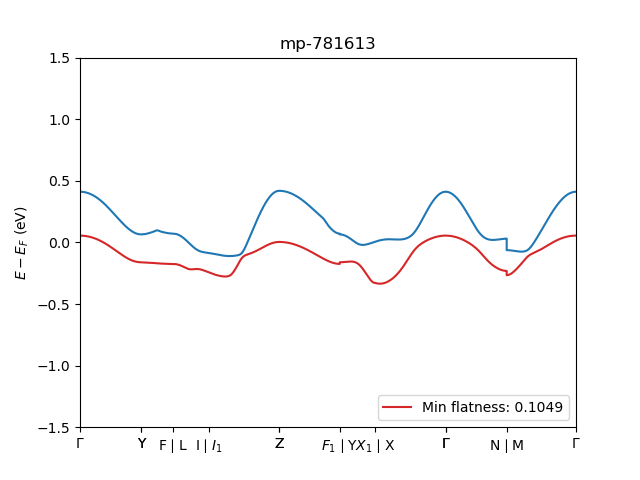 mp-781613
E − E_F (eV)
1.5
1.0
0.5
0.0
−0.5
−1.0
−1.5
Min flatness: 0.1049
Γ Y F | L I | I₁ Z F₁ | Y X₁ | X Γ N | M Γ